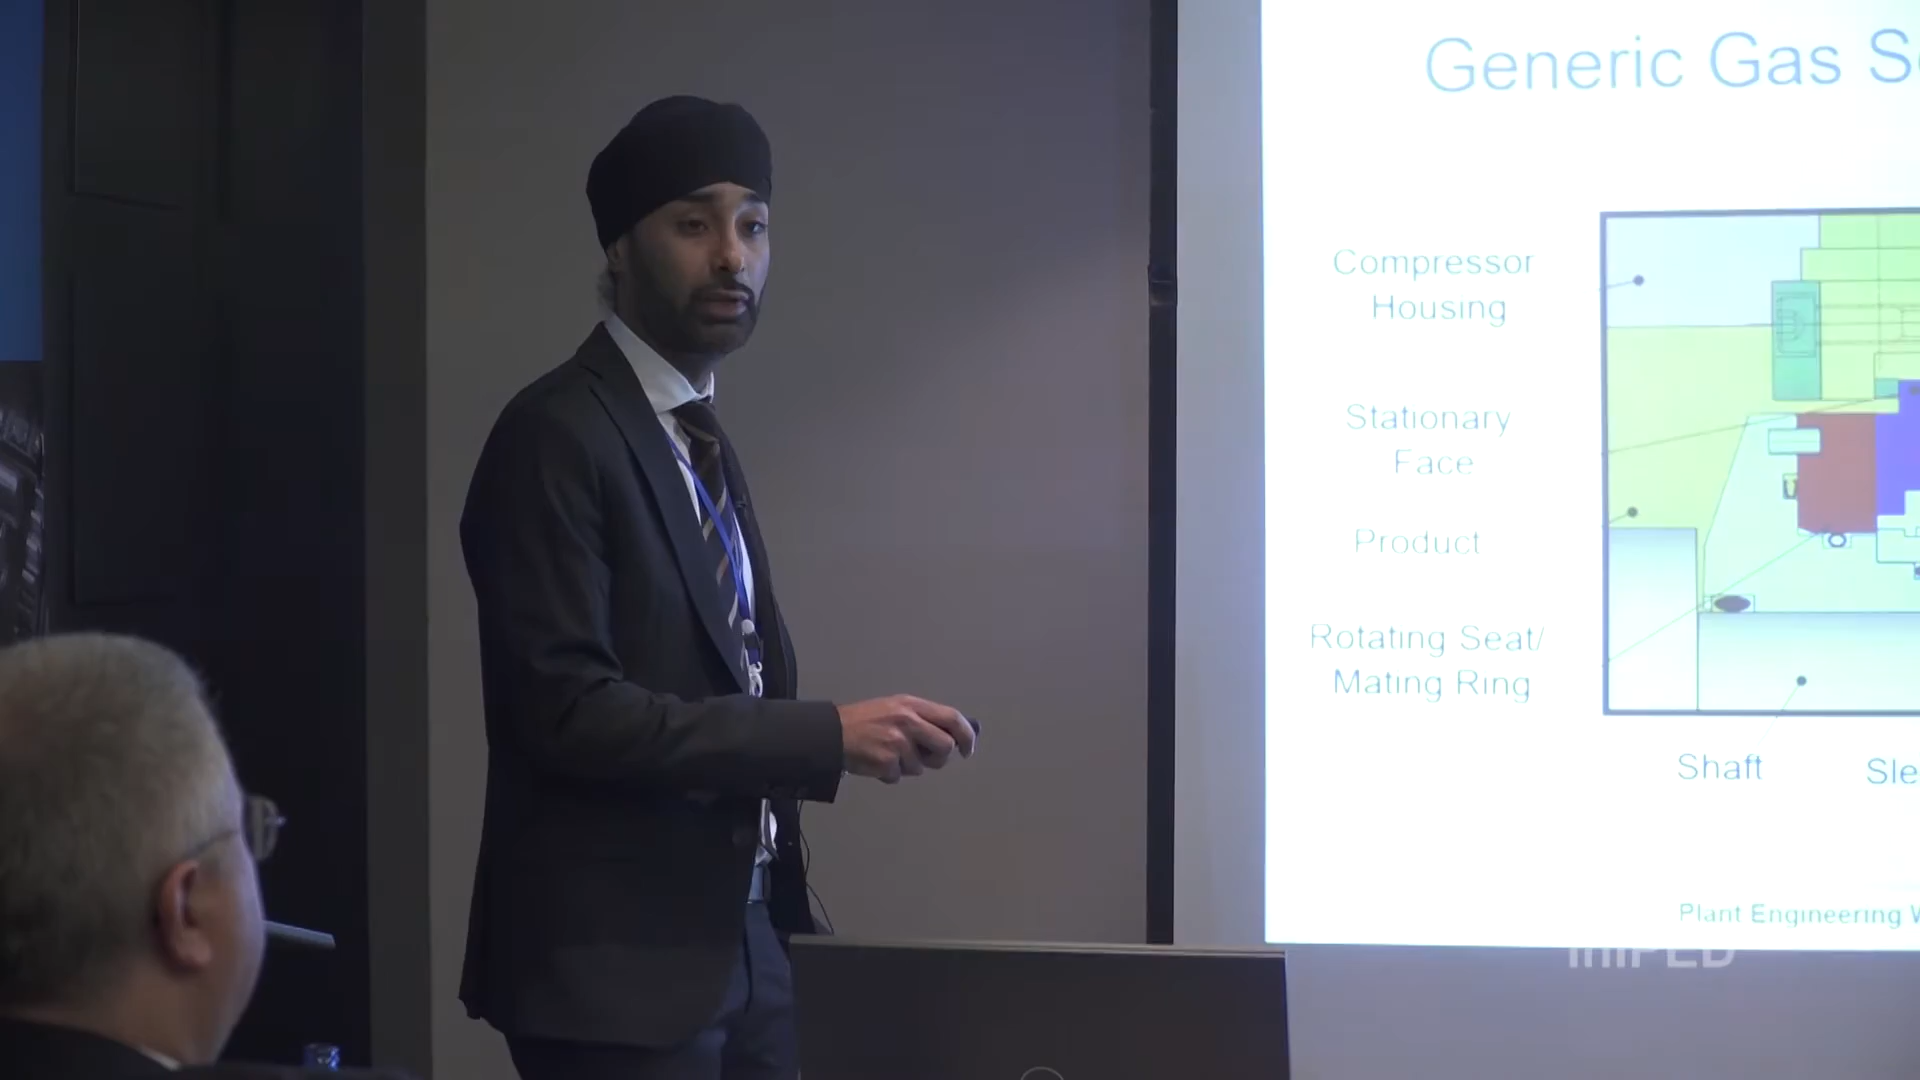 Generic Gas S
Compressor
Housing
Stationary
Face
Product
Rotating Seat/
Mating Ring
Shaft
Sle
Plant Engineering